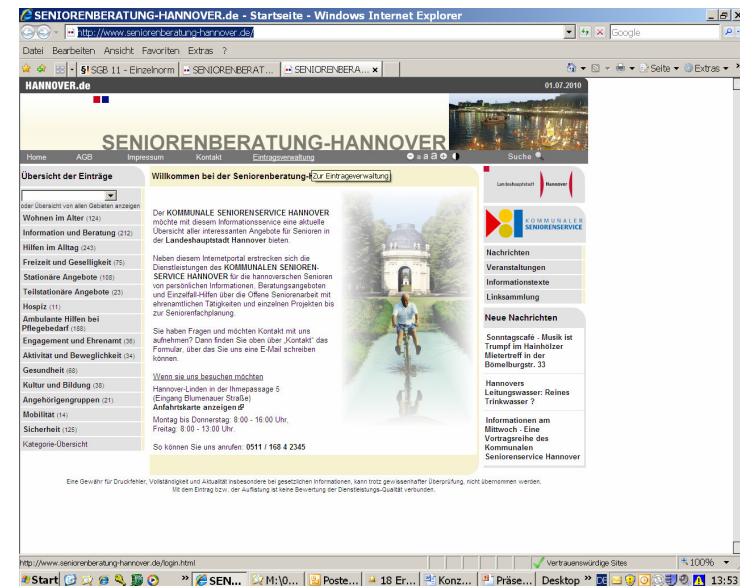 SENIORENBERATUNG-HANNOVER.de - Startseite - Windows Internet Explorer
http://www.seniorenberatung-hannover.de/
Google
Datei Bearbeiten Ansicht Favoriten Extras ?
§! SGB 11 - Einzelnorm
SENIORENBERAT...
SENIORENBERA...
Seite
Extras
HANNOVER.de
01.07.2010
SENIORENBERATUNG-HANNOVER
Home AGB Impressum Kontakt Eintragsverwaltung
a a a
Suche
Übersicht der Einträge
oder Übersicht von allen Gebieten anzeigen
Wohnen im Alter (124)
Information und Beratung (212)
Hilfen im Alltag (243)
Freizeit und Geselligkeit (75)
Stationäre Angebote (108)
Teilstationäre Angebote (23)
Hospiz (11)
Ambulante Hilfen bei
Pflegebedarf (188)
Engagement und Ehrenamt (36)
Aktivität und Beweglichkeit (34)
Gesundheit (68)
Kultur und Bildung (38)
Angehörigengruppen (21)
Mobilität (14)
Sicherheit (125)
Kategorie-Übersicht
Willkommen bei der Seniorenberatung-
Zur Eintrageverwaltung
Der KOMMUNALE SENIORENSERVICE HANNOVER
möchte mit diesem Informationsservice eine aktuelle
Übersicht aller interessanten Angebote für Senioren in
der Landeshauptstadt Hannover bieten.
Neben diesem Internetportal erstrecken sich die
Dienstleistungen des KOMMUNALEN SENIOREN-
SERVICE HANNOVER für die hannoverschen Senioren
von persönlichen Informationen, Beratungsangeboten
und Einzelfall-Hilfen über die Offene Seniorenarbeit mit
ehrenamtlichen Tätigkeiten und einzelnen Projekten bis
zur Seniorenfachplanung.
Sie haben Fragen und möchten Kontakt mit uns
aufnehmen? Dann finden Sie oben über „Kontakt" das
Formular, über das Sie uns eine E-Mail schreiben
können.
Wenn sie uns besuchen möchten
Hannover-Linden in der Ihmepassage 5
(Eingang Blumenauer Straße)
Anfahrtskarte anzeigen
Montag bis Donnerstag: 8:00 - 16:00 Uhr,
Freitag: 8:00 - 13:00 Uhr.
So können Sie uns anrufen: 0511 / 168 4 2345
Landeshauptstadt Hannover
KOMMUNALER
SENIORENSERVICE
Nachrichten
Veranstaltungen
Informationstexte
Linksammlung
Neue Nachrichten
Sonntagscafé - Musik ist
Trumpf im Hainhölzer
Mietertreff in der
Bömelburgstr. 33
Hannovers
Leitungswasser: Reines
Trinkwasser ?
Informationen am
Mittwoch - Eine
Vortragsreihe des
Kommunalen
Seniorenservice Hannover
Eine Gewähr für Druckfehler, Vollständigkeit und Aktualität insbesondere bei gesetzlichen Informationen, kann trotz gewissenhafter Überprüfung, nicht übernommen werden.
Mit dem Eintrag bzw. der Auflistung ist keine Bewertung der Dienstleistungs-Qualität verbunden.
http://www.seniorenberatung-hannover.de/login.html
Vertrauenswürdige Sites
100%
Start
SEN...
M:\0...
Poste...
18 Er...
Konz...
Präse...
Desktop
DE
13:53